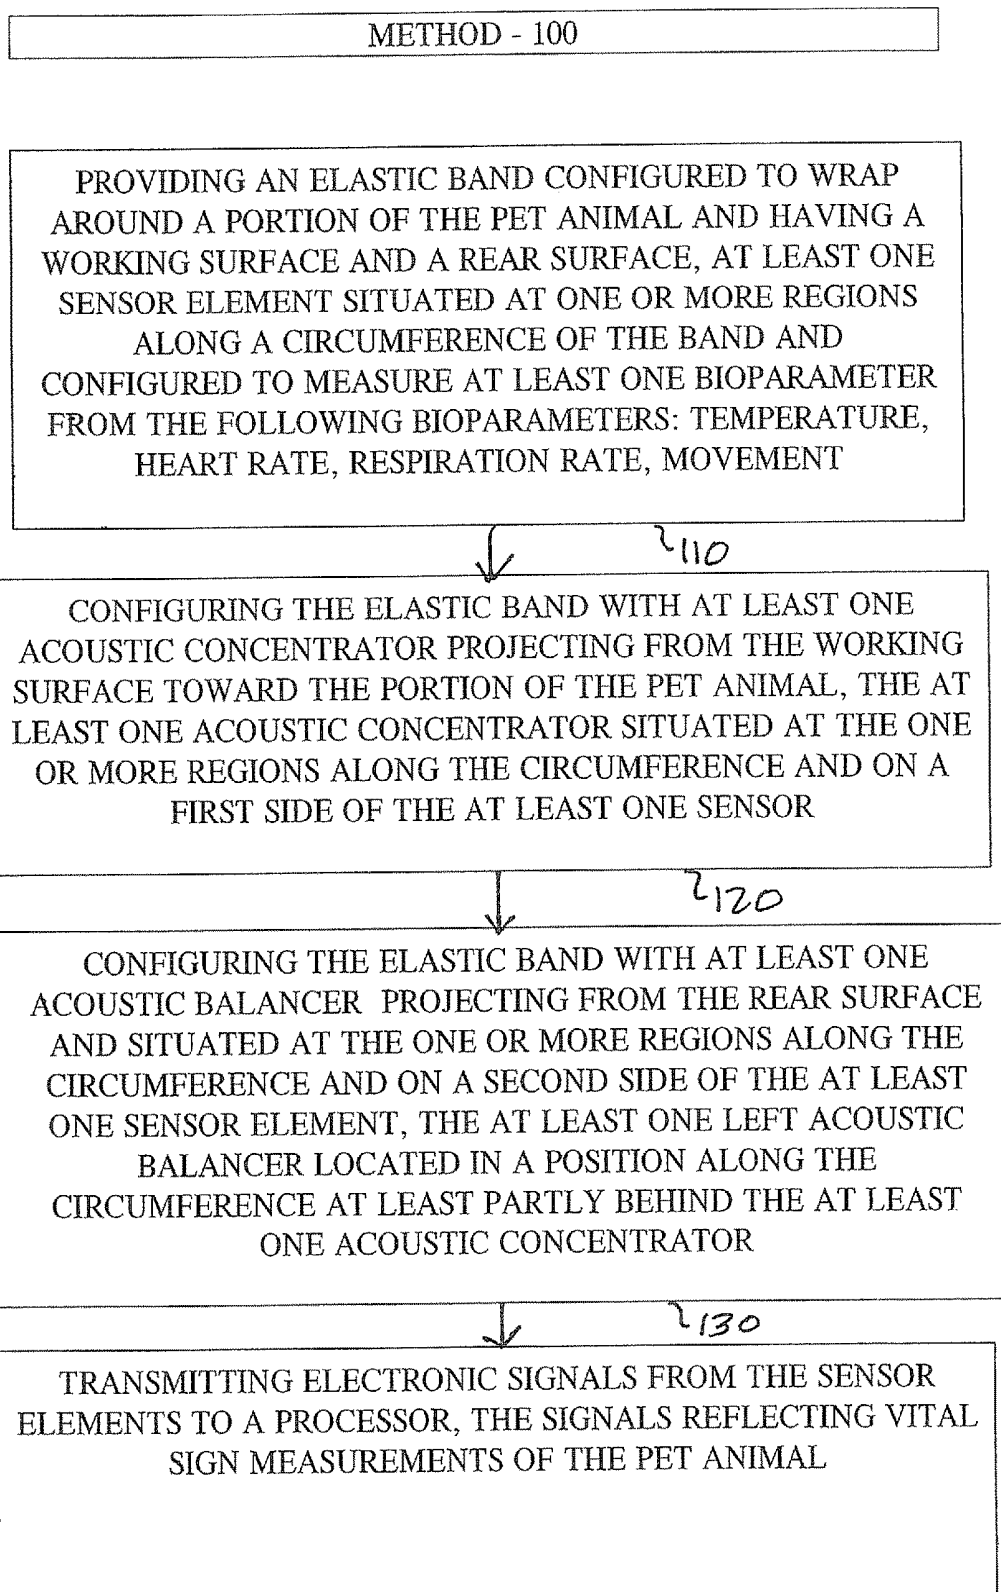 METHOD - 100
PROVIDING AN ELASTIC BAND CONFIGURED TO WRAP
AROUND A PORTION OF THE PET ANIMAL AND HAVING A
WORKING SURFACE AND A REAR SURFACE, AT LEAST ONE
SENSOR ELEMENT SITUATED AT ONE OR MORE REGIONS
ALONG A CIRCUMFERENCE OF THE BAND AND
CONFIGURED TO MEASURE AT LEAST ONE BIOPARAMETER
FROM THE FOLLOWING BIOPARAMETERS: TEMPERATURE,
HEART RATE, RESPIRATION RATE, MOVEMENT
110
CONFIGURING THE ELASTIC BAND WITH AT LEAST ONE
ACOUSTIC CONCENTRATOR PROJECTING FROM THE WORKING
SURFACE TOWARD THE PORTION OF THE PET ANIMAL, THE AT
LEAST ONE ACOUSTIC CONCENTRATOR SITUATED AT THE ONE
OR MORE REGIONS ALONG THE CIRCUMFERENCE AND ON A
FIRST SIDE OF THE AT LEAST ONE SENSOR
120
CONFIGURING THE ELASTIC BAND WITH AT LEAST ONE
ACOUSTIC BALANCER PROJECTING FROM THE REAR SURFACE
AND SITUATED AT THE ONE OR MORE REGIONS ALONG THE
CIRCUMFERENCE AND ON A SECOND SIDE OF THE AT LEAST
ONE SENSOR ELEMENT, THE AT LEAST ONE LEFT ACOUSTIC
BALANCER LOCATED IN A POSITION ALONG THE
CIRCUMFERENCE AT LEAST PARTLY BEHIND THE AT LEAST
ONE ACOUSTIC CONCENTRATOR
130
TRANSMITTING ELECTRONIC SIGNALS FROM THE SENSOR
ELEMENTS TO A PROCESSOR, THE SIGNALS REFLECTING VITAL
SIGN MEASUREMENTS OF THE PET ANIMAL